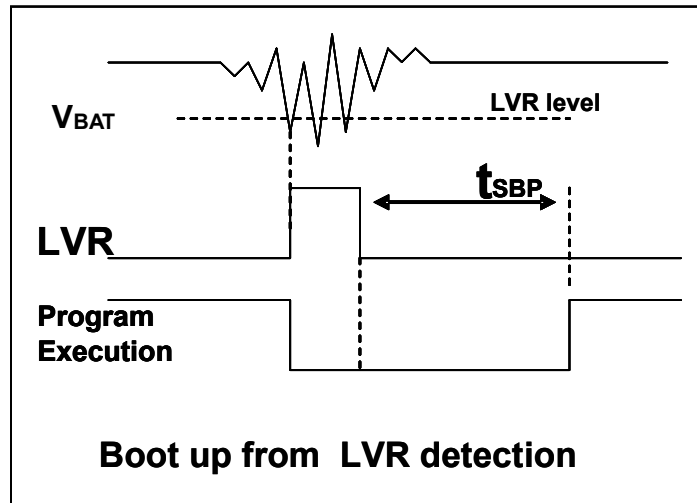 LVR level
VBAT
tSBP
LVR
Program
Execution
Boot up from LVR detection